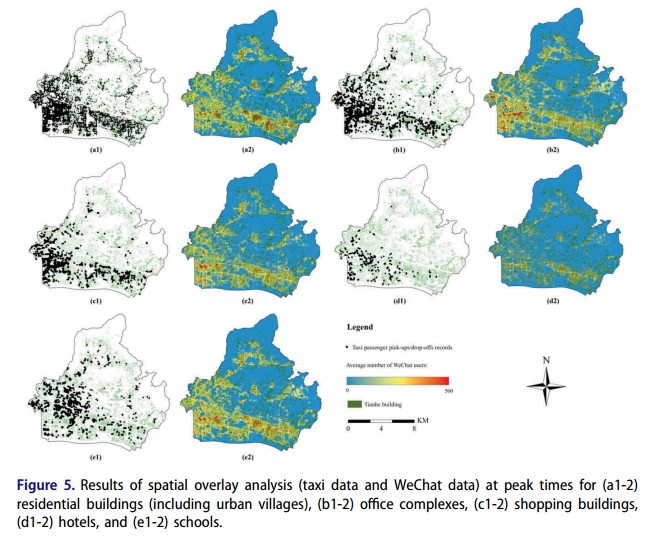 (a1) (a2) (b1) (b2)
(c1) (c2) (d1) (d2)
Legend
• Taxi passenger pick-ups/drop-offs records
Average number of WeChat users:
0 500
Tianhe building
KM
0 4 8
N
(e1) (e2)
Figure 5. Results of spatial overlay analysis (taxi data and WeChat data) at peak times for (a1-2)
residential buildings (including urban villages), (b1-2) office complexes, (c1-2) shopping buildings,
(d1-2) hotels, and (e1-2) schools.